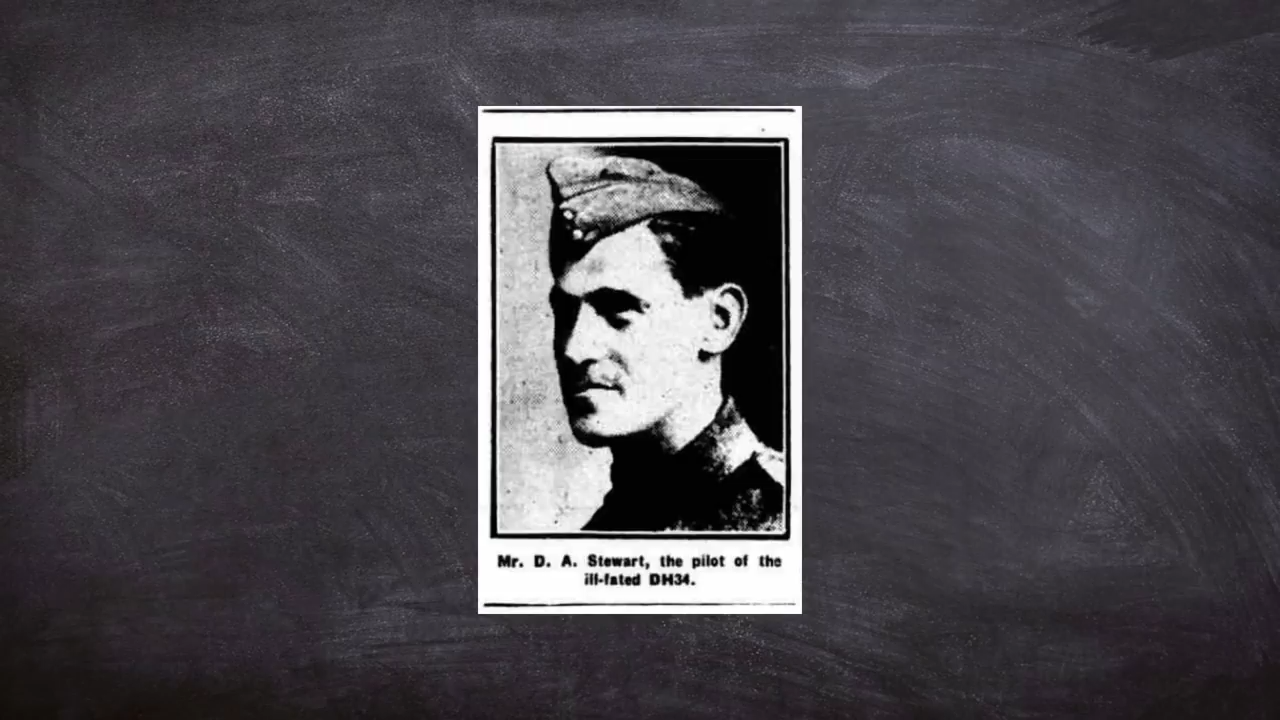 Mr. D. A. Stewart, the pilot of the
ill-fated DH34.